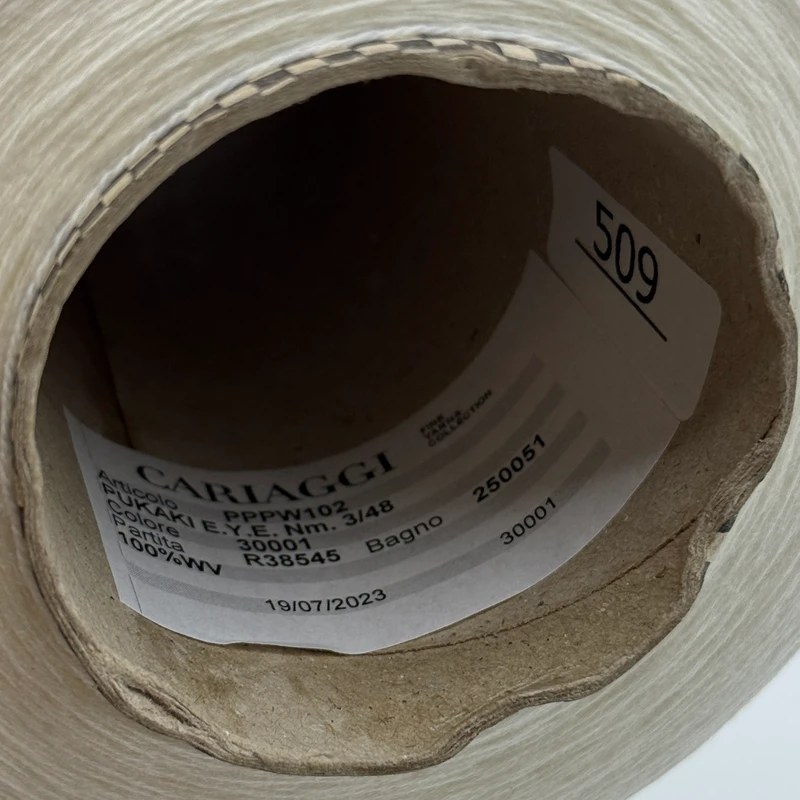 509
CARIAGGI
FINE
YARNS
COLLECTION
Articolo PPPW102
PUKAKI E.Y.E. Nm. 3/48
Colore 30001 Bagno 250051
Partita R38545 30001
100%WV
19/07/2023